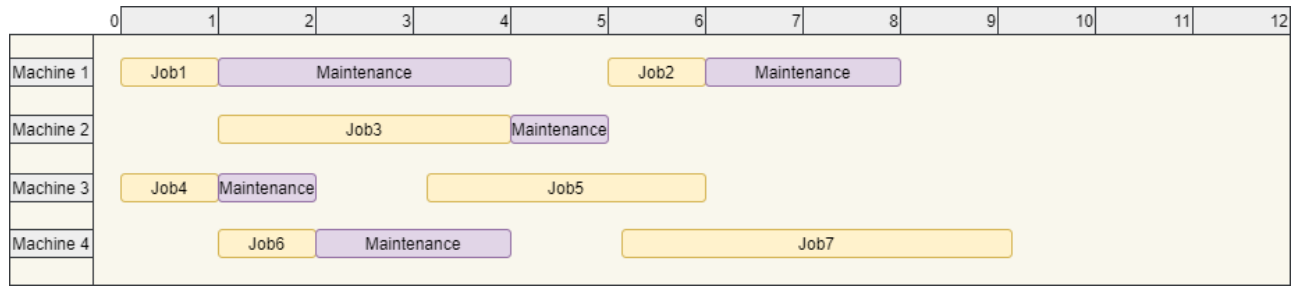 0 1 2 3 4 5 6 7 8 9 10 11 12
Machine 1 Job1 Maintenance Job2 Maintenance
Machine 2 Job3 Maintenance
Machine 3 Job4 Maintenance Job5
Machine 4 Job6 Maintenance Job7